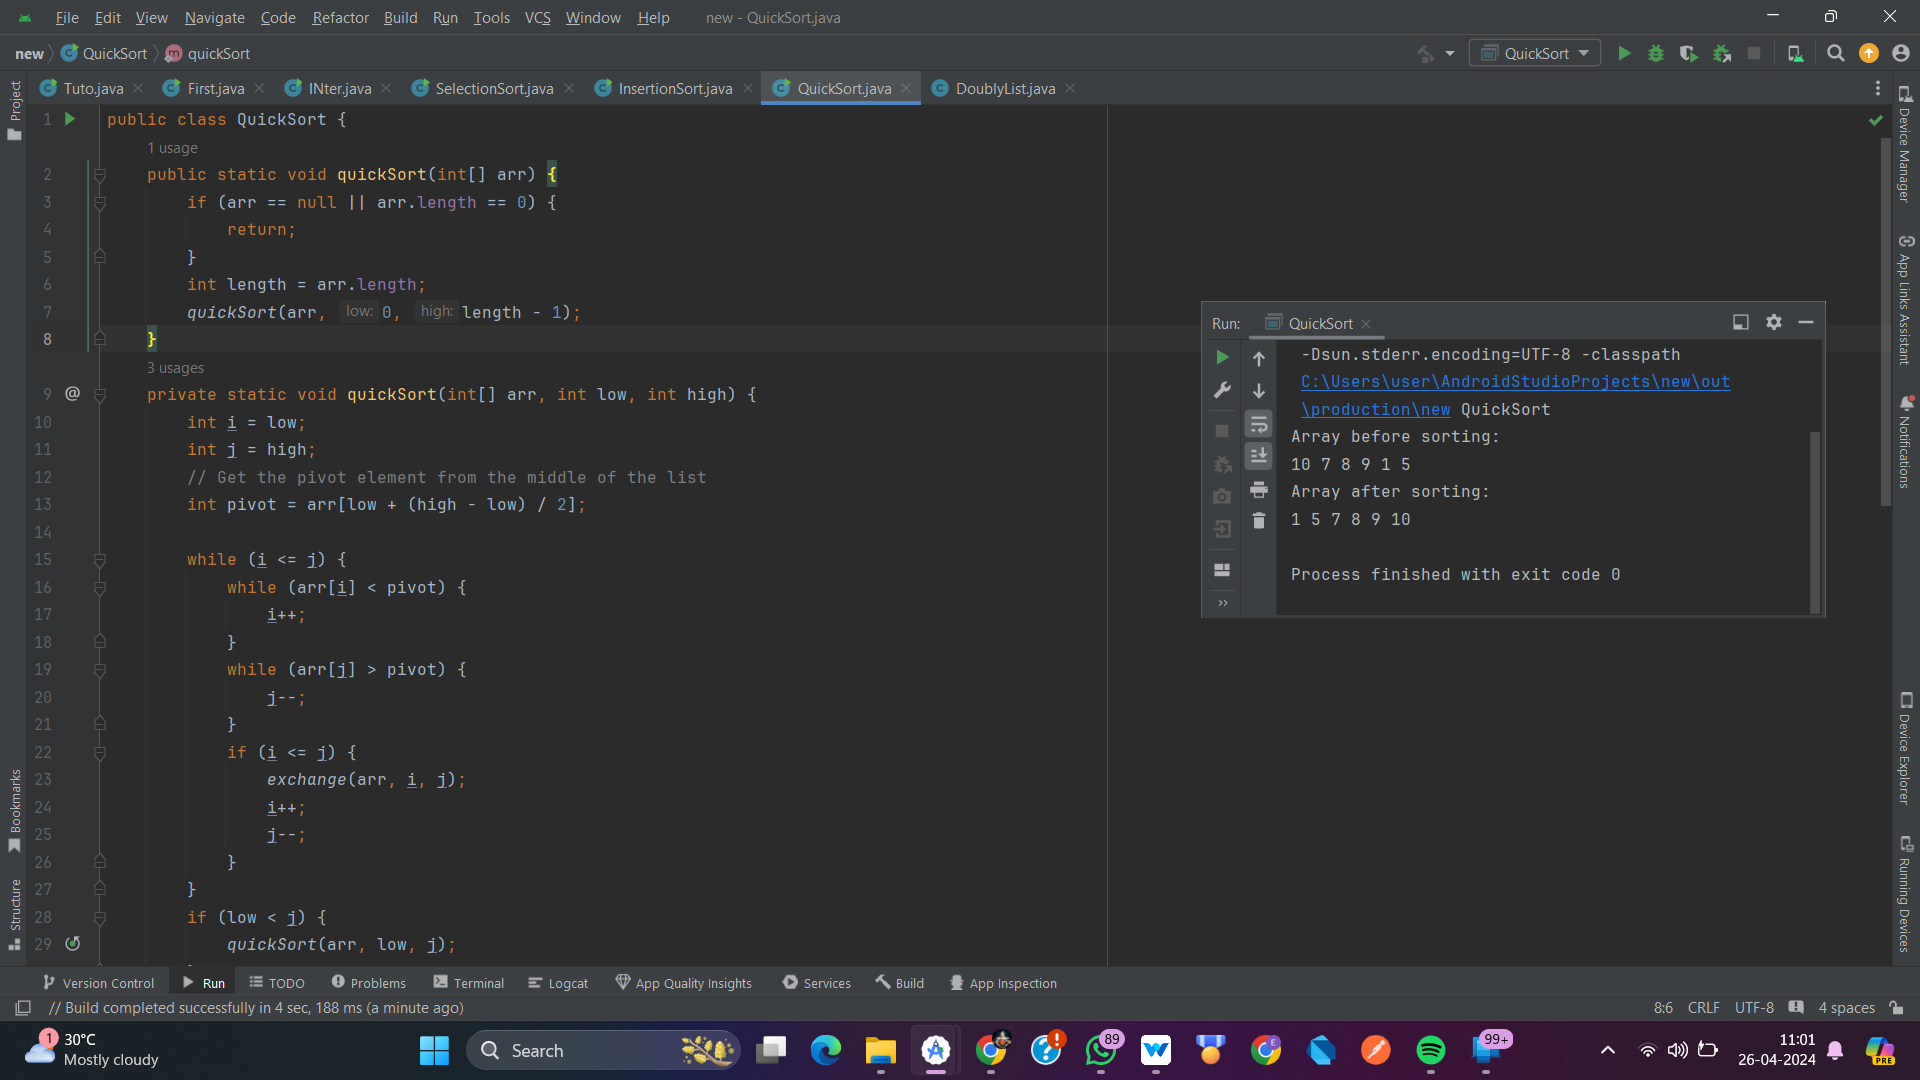 File Edit View Navigate Code Refactor Build Run Tools VCS Window Help new - QuickSort.java
new QuickSort quickSort QuickSort
Tuto.java First.java INter.java SelectionSort.java InsertionSort.java QuickSort.java DoublyList.java
Project
Bookmarks
Structure
1 public class QuickSort {
1 usage
2 public static void quickSort(int[] arr) {
3 if (arr == null || arr.length == 0) {
4 return;
5 }
6 int length = arr.length;
7 quickSort(arr, low: 0, high: length - 1);
8 }
3 usages
9 @ private static void quickSort(int[] arr, int low, int high) {
10 int i = low;
11 int j = high;
12 // Get the pivot element from the middle of the list
13 int pivot = arr[low + (high - low) / 2];
14
15 while (i <= j) {
16 while (arr[i] < pivot) {
17 i++;
18 }
19 while (arr[j] > pivot) {
20 j--;
21 }
22 if (i <= j) {
23 exchange(arr, i, j);
24 i++;
25 j--;
26 }
27 }
28 if (low < j) {
29 quickSort(arr, low, j);
Run: QuickSort
-Dsun.stderr.encoding=UTF-8 -classpath
C:\Users\user\AndroidStudioProjects\new\out
\production\new QuickSort
Array before sorting:
10 7 8 9 1 5
Array after sorting:
1 5 7 8 9 10
Process finished with exit code 0
Device Manager
App Links Assistant
Notifications
Device Explorer
Running Devices
Version Control Run TODO Problems Terminal Logcat App Quality Insights Services Build App Inspection
// Build completed successfully in 4 sec, 188 ms (a minute ago) 8:6 CRLF UTF-8 4 spaces
1 30°C
Mostly cloudy
Search
89
E
99+
11:01
26-04-2024
PRE